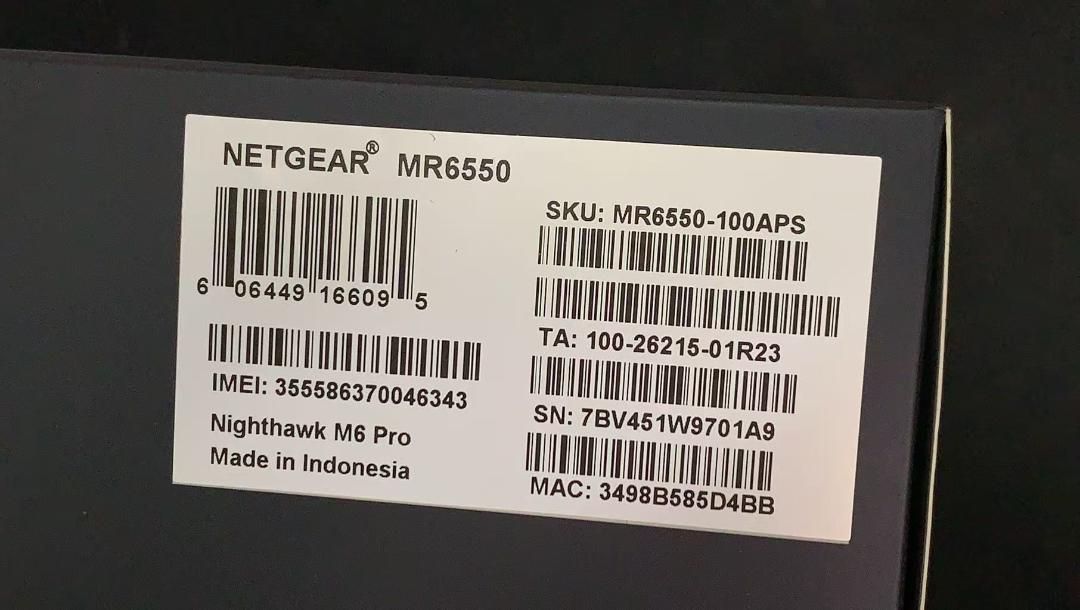 NETGEAR® MR6550
6 06449 16609 5
IMEI: 355586370046343
Nighthawk M6 Pro
Made in Indonesia
SKU: MR6550-100APS
TA: 100-26215-01R23
SN: 7BV451W9701A9
MAC: 3498B585D4BB